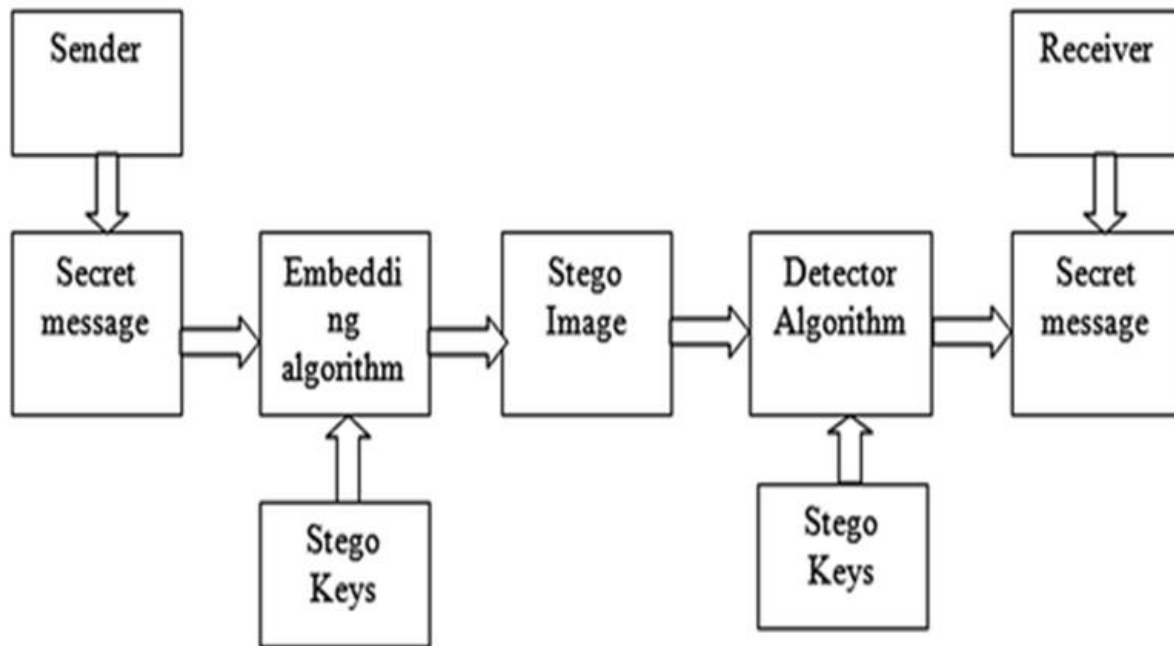 Sender
Receiver
Secret
message
Embeddi
ng
algorithm
Stego
Image
Detector
Algorithm
Secret
message
Stego
Keys
Stego
Keys